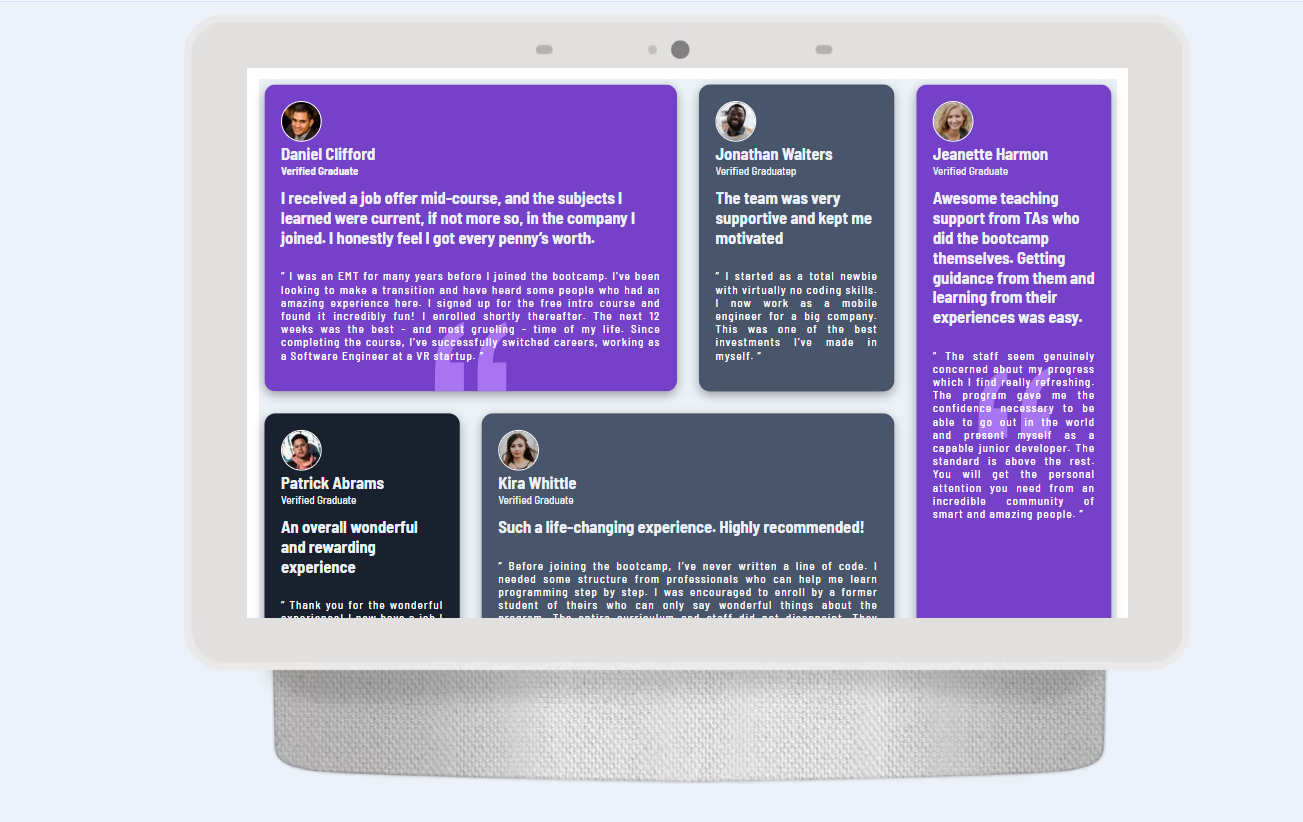 Daniel Clifford
Verified Graduate
I received a job offer mid-course, and the subjects I
learned were current, if not more so, in the company I
joined. I honestly feel I got every penny’s worth.
“ I was an EMT for many years before I joined the bootcamp. I’ve been
looking to make a transition and have heard some people who had an
amazing experience here. I signed up for the free intro course and
found it incredibly fun! I enrolled shortly thereafter. The next 12
weeks was the best - and most grueling - time of my life. Since
completing the course, I’ve successfully switched careers, working as
a Software Engineer at a VR startup. ”
Jonathan Walters
Verified Graduatep
The team was very
supportive and kept me
motivated
“ I started as a total newbie
with virtually no coding skills.
I now work as a mobile
engineer for a big company.
This was one of the best
investments I’ve made in
myself. ”
Jeanette Harmon
Verified Graduate
Awesome teaching
support from TAs who
did the bootcamp
themselves. Getting
guidance from them and
learning from their
experiences was easy.
“ The staff seem genuinely
concerned about my progress
which I find really refreshing.
The program gave me the
confidence necessary to be
able to go out in the world
and present myself as a
capable junior developer. The
standard is above the rest.
You will get the personal
attention you need from an
incredible community of
smart and amazing people. ”
Patrick Abrams
Verified Graduate
An overall wonderful
and rewarding
experience
“ Thank you for the wonderful
experience! I now have a job I
Kira Whittle
Verified Graduate
Such a life-changing experience. Highly recommended!
“ Before joining the bootcamp, I’ve never written a line of code. I
needed some structure from professionals who can help me learn
programming step by step. I was encouraged to enroll by a former
student of theirs who can only say wonderful things about the
program. The entire curriculum and staff did not disappoint. They